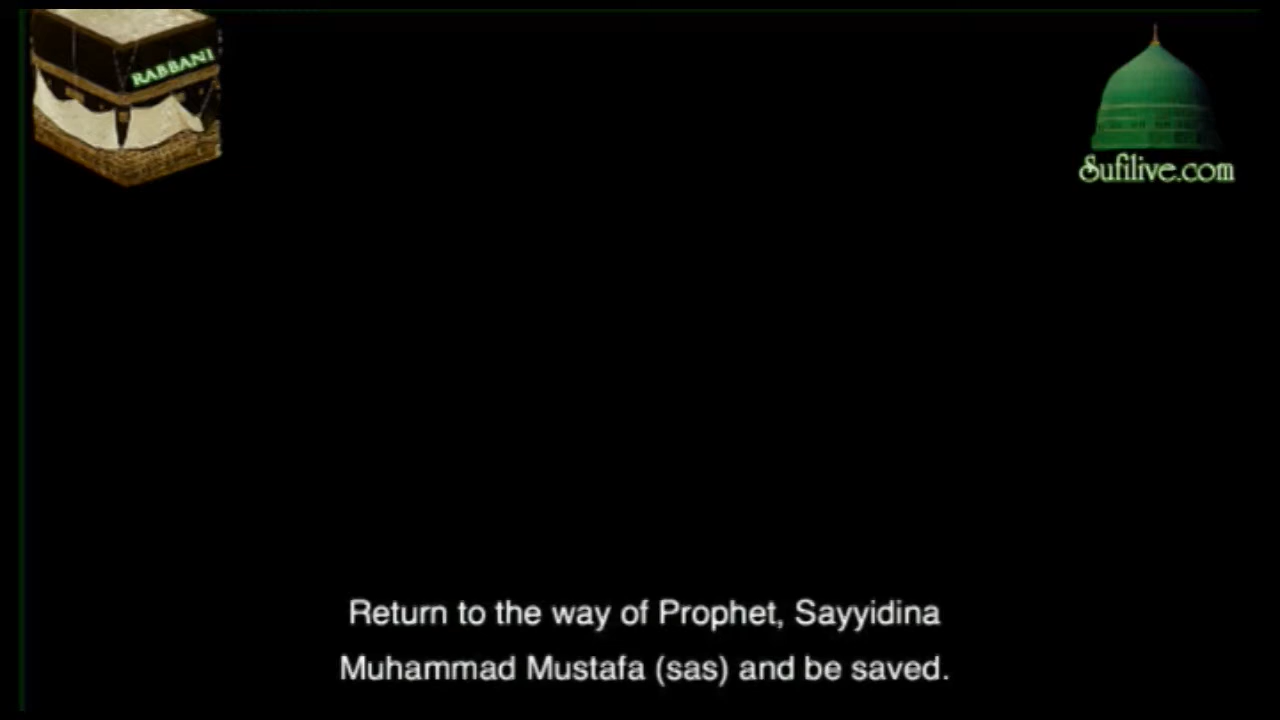 RABBANI
Sufilive.com
Return to the way of Prophet, Sayyidina
Muhammad Mustafa (sas) and be saved.